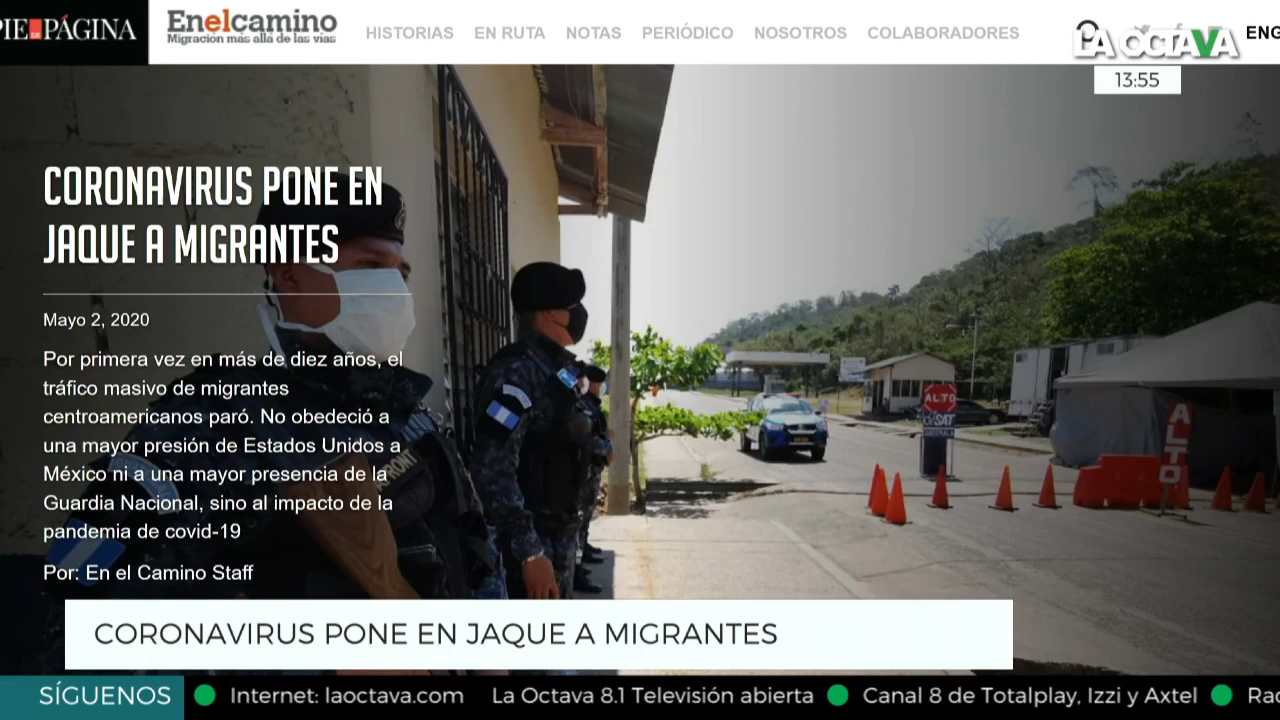 PIE DE PÁGINA
Enelcamino
Migración más allá de las vías
HISTORIAS EN RUTA NOTAS PERIÓDICO NOSOTROS COLABORADORES
ENG
LA OCTAVA
13:55
CORONAVIRUS PONE EN
JAQUE A MIGRANTES
Mayo 2, 2020
Por primera vez en más de diez años, el
tráfico masivo de migrantes
centroamericanos paró. No obedeció a
una mayor presión de Estados Unidos a
México ni a una mayor presencia de la
Guardia Nacional, sino al impacto de la
pandemia de covid-19
Por: En el Camino Staff
ALTO
SAT
ALTO
CORONAVIRUS PONE EN JAQUE A MIGRANTES
SÍGUENOS Internet: laoctava.com La Octava 8.1 Televisión abierta Canal 8 de Totalplay, Izzi y Axtel Rad